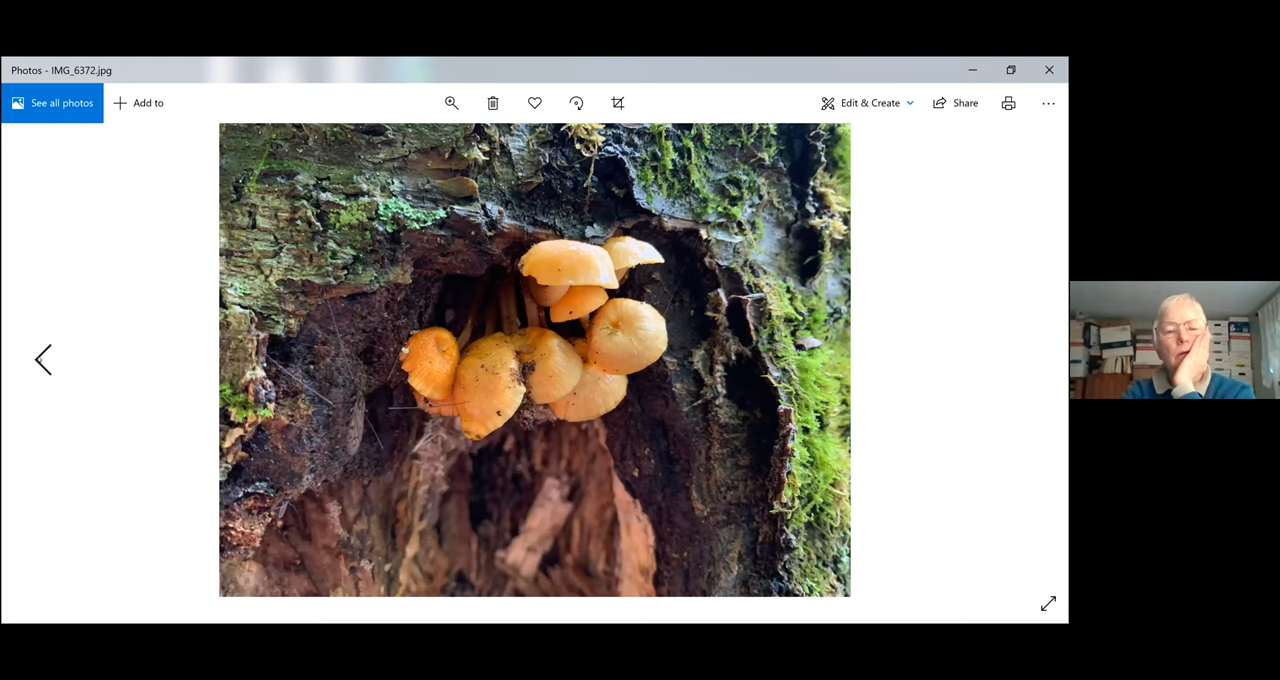 Photos - IMG_6372.jpg
See all photos
Add to
Edit & Create
Share